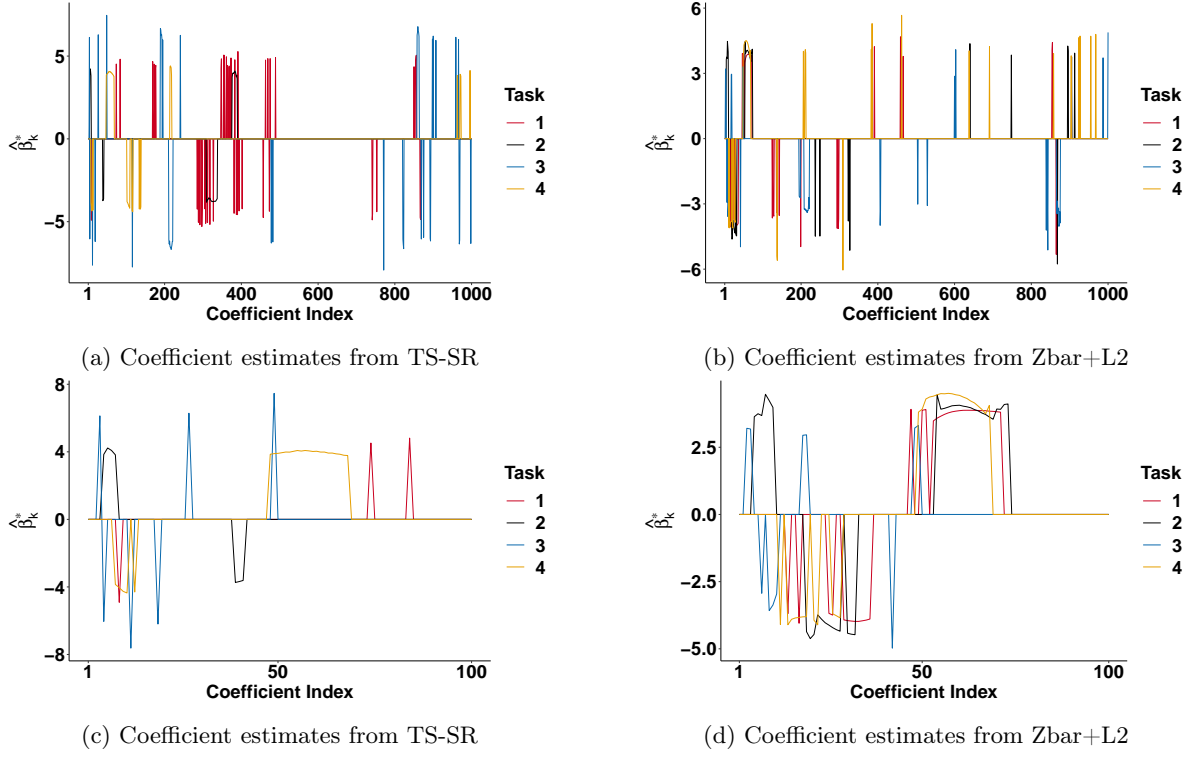 5
0
−5
1 200 400 600 800 1000
Coefficient Index
β̂*k
Task
1
2
3
4
(a) Coefficient estimates from TS-SR
6
3
0
−3
−6
1 200 400 600 800 1000
Coefficient Index
β̂*k
Task
1
2
3
4
(b) Coefficient estimates from Zbar+L2
8
4
0
−4
−8
1 50 100
Coefficient Index
β̂*k
Task
1
2
3
4
(c) Coefficient estimates from TS-SR
2.5
0.0
−2.5
−5.0
1 50 100
Coefficient Index
β̂*k
Task
1
2
3
4
(d) Coefficient estimates from Zbar+L2